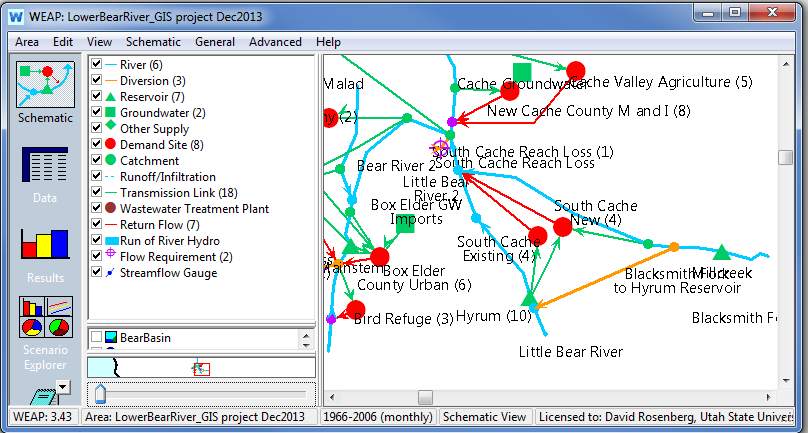 WEAP: LowerBearRiver_GIS project Dec2013
Area Edit View Schematic General Advanced Help
Schematic
Data
Results
Scenario
Explorer
River (6)
Diversion (3)
Reservoir (7)
Groundwater (2)
Other Supply
Demand Site (8)
Catchment
Runoff/Infiltration
Transmission Link (18)
Wastewater Treatment Plant
Return Flow (7)
Run of River Hydro
Flow Requirement (2)
Streamflow Gauge
BearBasin
Malad
Cache Groundwater
Cache Valley Agriculture (5)
New Cache County M and I (8)
(2)
South Cache Reach Loss (1)
South Cache Reach Loss
Bear River 2
Little Bear
River 2
Box Elder GW
Imports
South Cache
New (4)
South Cache
Existing (4)
Mainstem
Box Elder
County Urban (6)
Blacksmith
to Hyrum Reservoir
Bird Refuge (3)
Hyrum (10)
Blacksmith Fo
Little Bear River
WEAP: 3.43
Area: LowerBearRiver_GIS project Dec2013
1966-2006 (monthly)
Schematic View
Licensed to: David Rosenberg, Utah State Univers